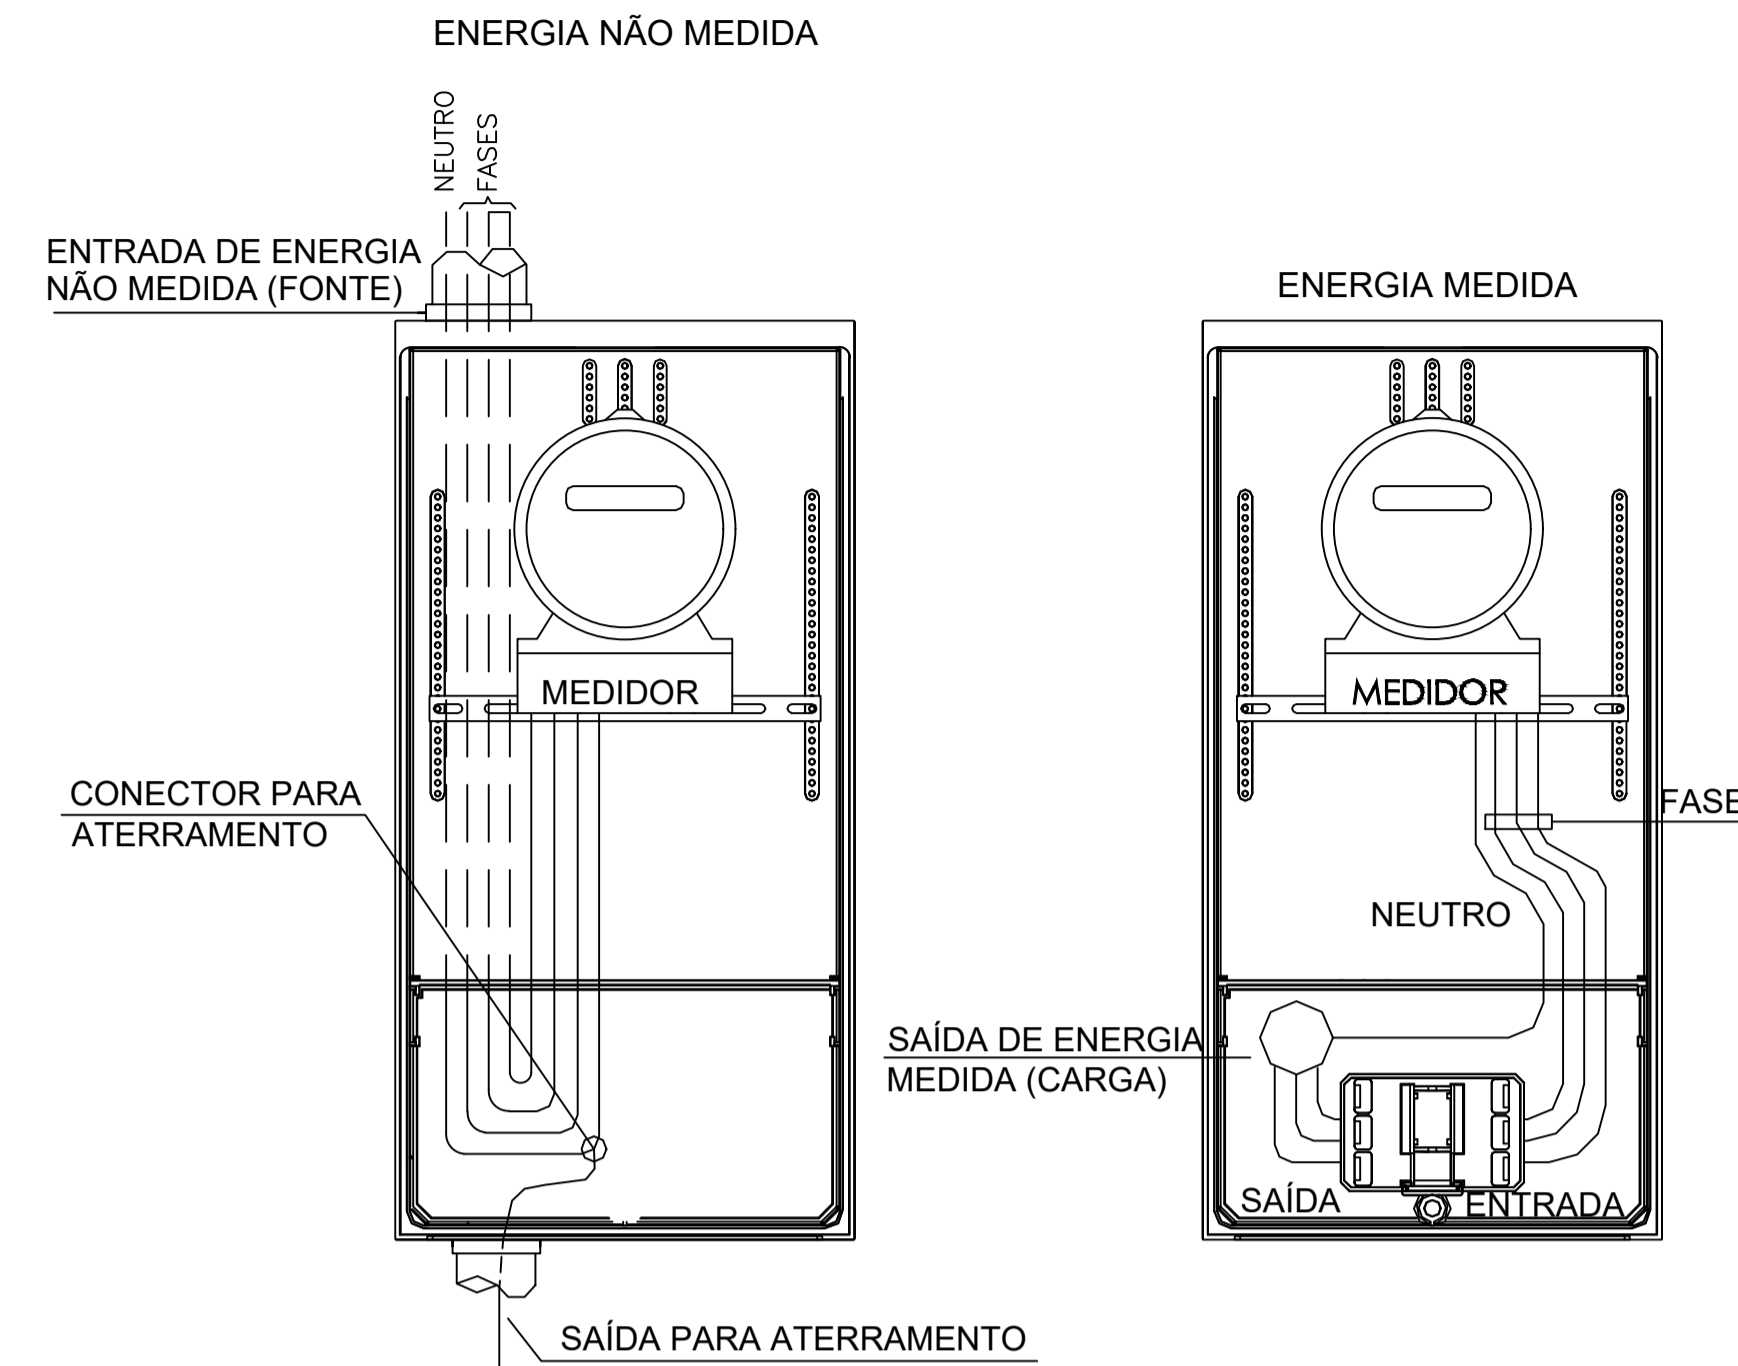 ENERGIA NÃO MEDIDA
NEUTRO
FASES
ENTRADA DE ENERGIA
NÃO MEDIDA (FONTE)
ENERGIA MEDIDA
MEDIDOR
MEDIDOR
CONECTOR PARA
ATERRAMENTO
FASE
NEUTRO
SAÍDA DE ENERGIA
MEDIDA (CARGA)
SAÍDA
ENTRADA
SAÍDA PARA ATERRAMENTO